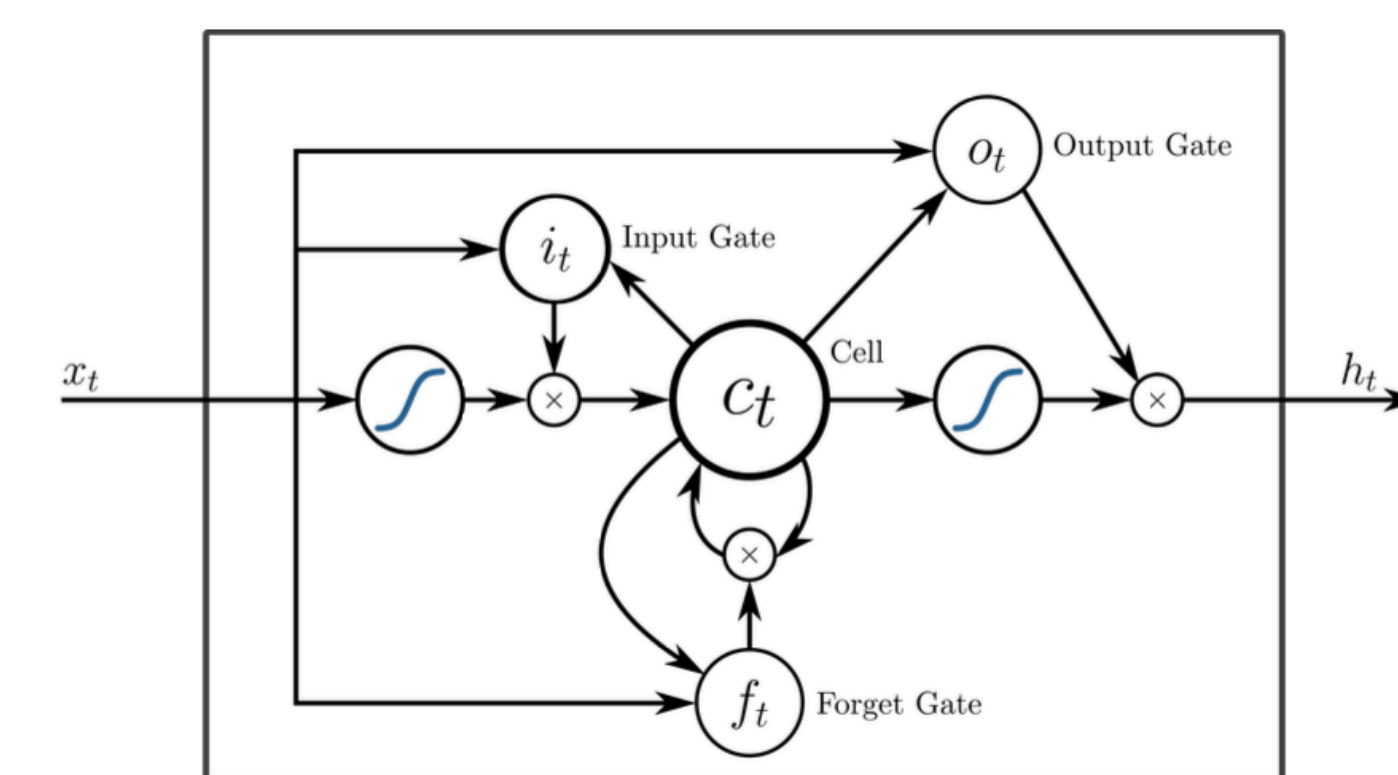 o_t Output Gate
i_t Input Gate
Cell
x_t
h_t
×
c_t
×
×
f_t Forget Gate